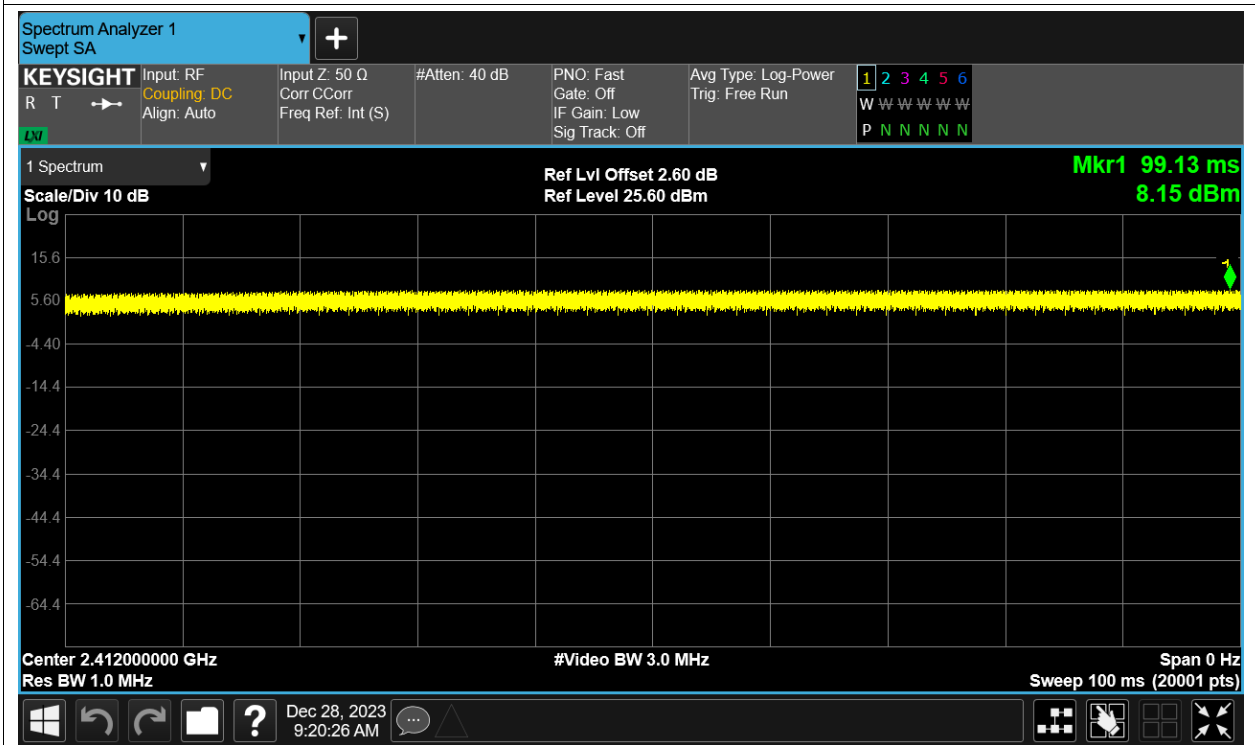 Spectrum Analyzer 1
Swept SA
KEYSIGHT
R T
LXI
Input: RF
Coupling: DC
Align: Auto
Input Z: 50 Ω
Corr CCorr
Freq Ref: Int (S)
#Atten: 40 dB
PNO: Fast
Gate: Off
IF Gain: Low
Sig Track: Off
Avg Type: Log-Power
Trig: Free Run
1 2 3 4 5 6
W W W W W W
P N N N N N
1 Spectrum
Scale/Div 10 dB
Ref Lvl Offset 2.60 dB
Ref Level 25.60 dBm
Mkr1 99.13 ms
8.15 dBm
Log
1
15.6
5.60
-4.40
-14.4
-24.4
-34.4
-44.4
-54.4
-64.4
Center 2.412000000 GHz
Res BW 1.0 MHz
#Video BW 3.0 MHz
Span 0 Hz
Sweep 100 ms (20001 pts)
?
Dec 28, 2023
9:20:26 AM